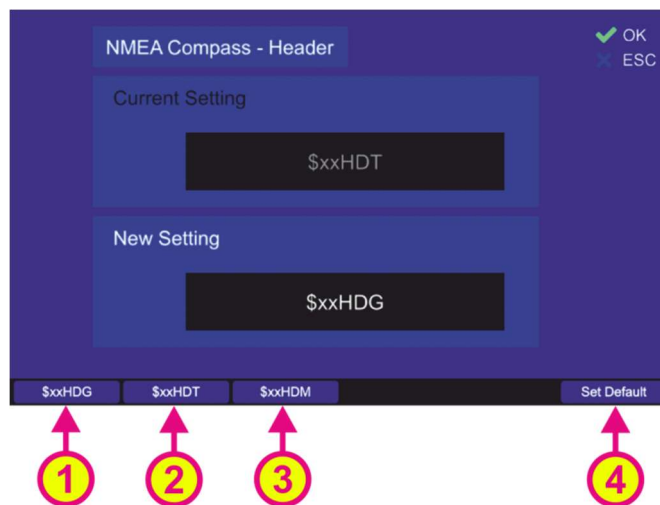 NMEA Compass - Header
OK
ESC
Current Setting
$xxHDT
New Setting
$xxHDG
$xxHDG $xxHDT $xxHDM Set Default
1 2 3 4